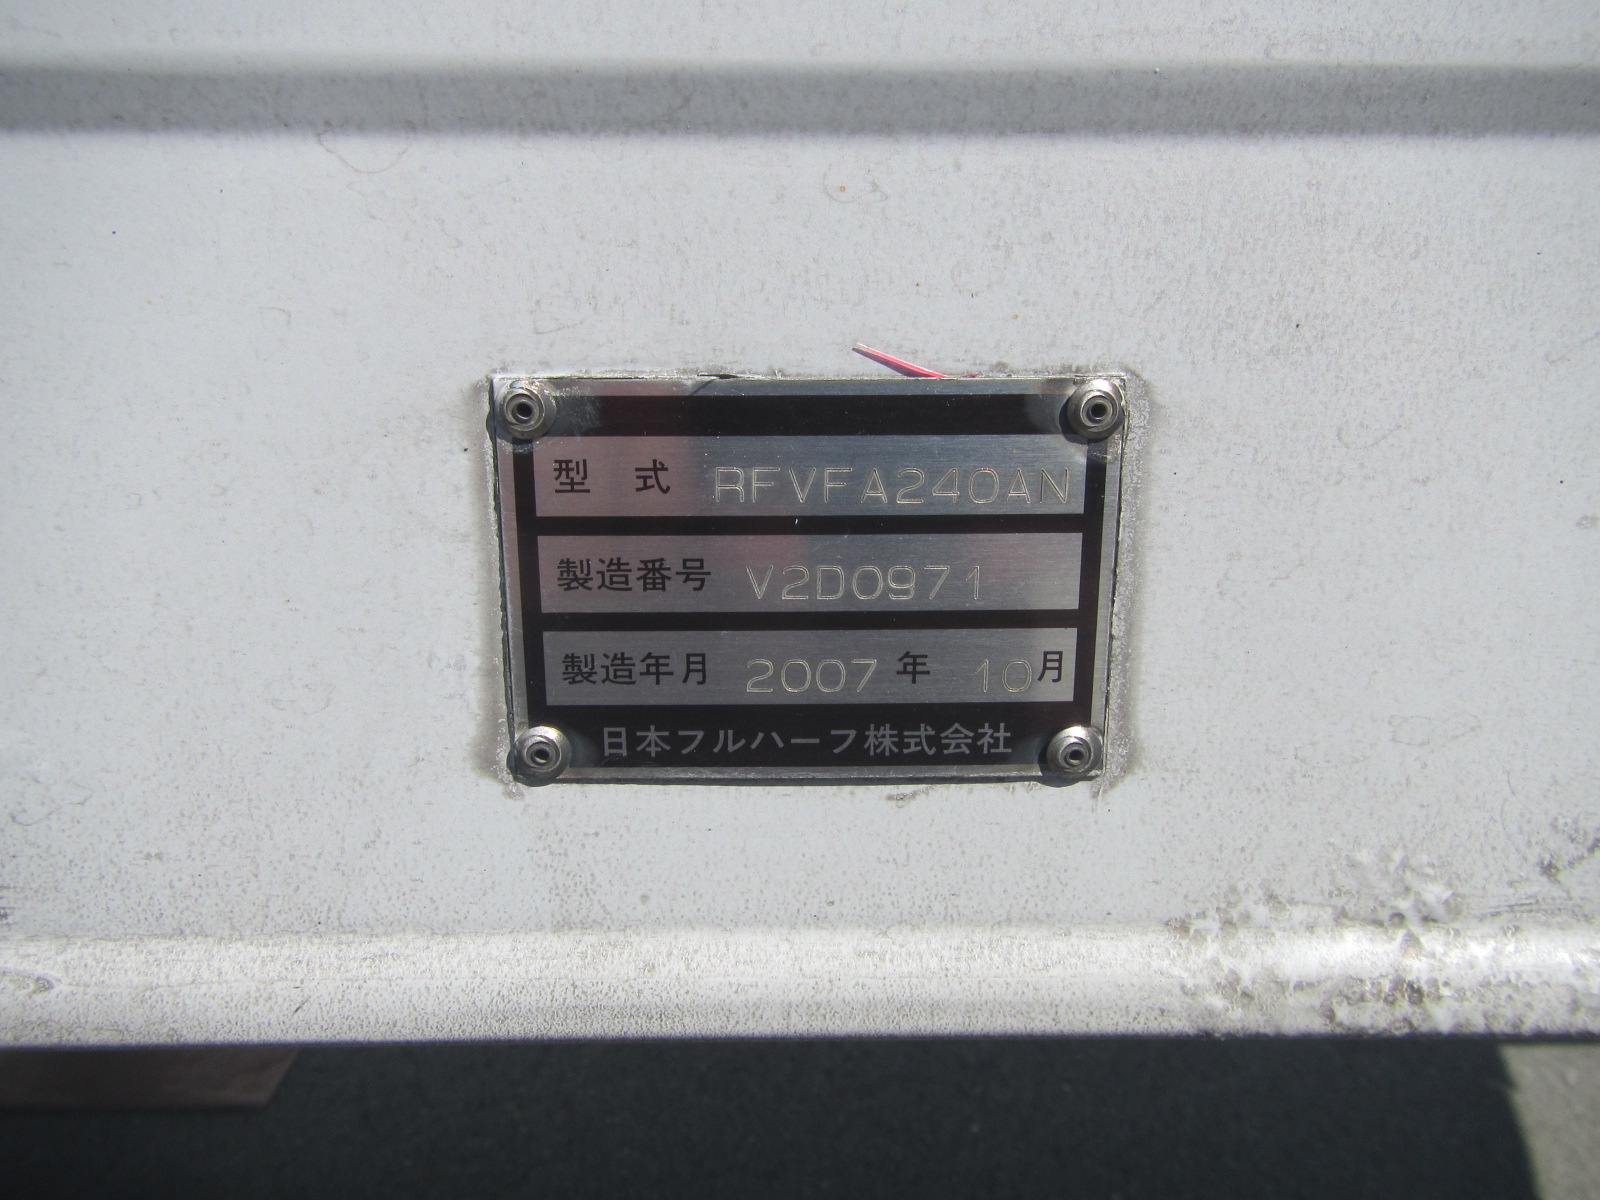 型 式 RFVFA240AN
製造番号 V2D0971
製造年月 2007 年 10月
日本フルハーフ株式会社